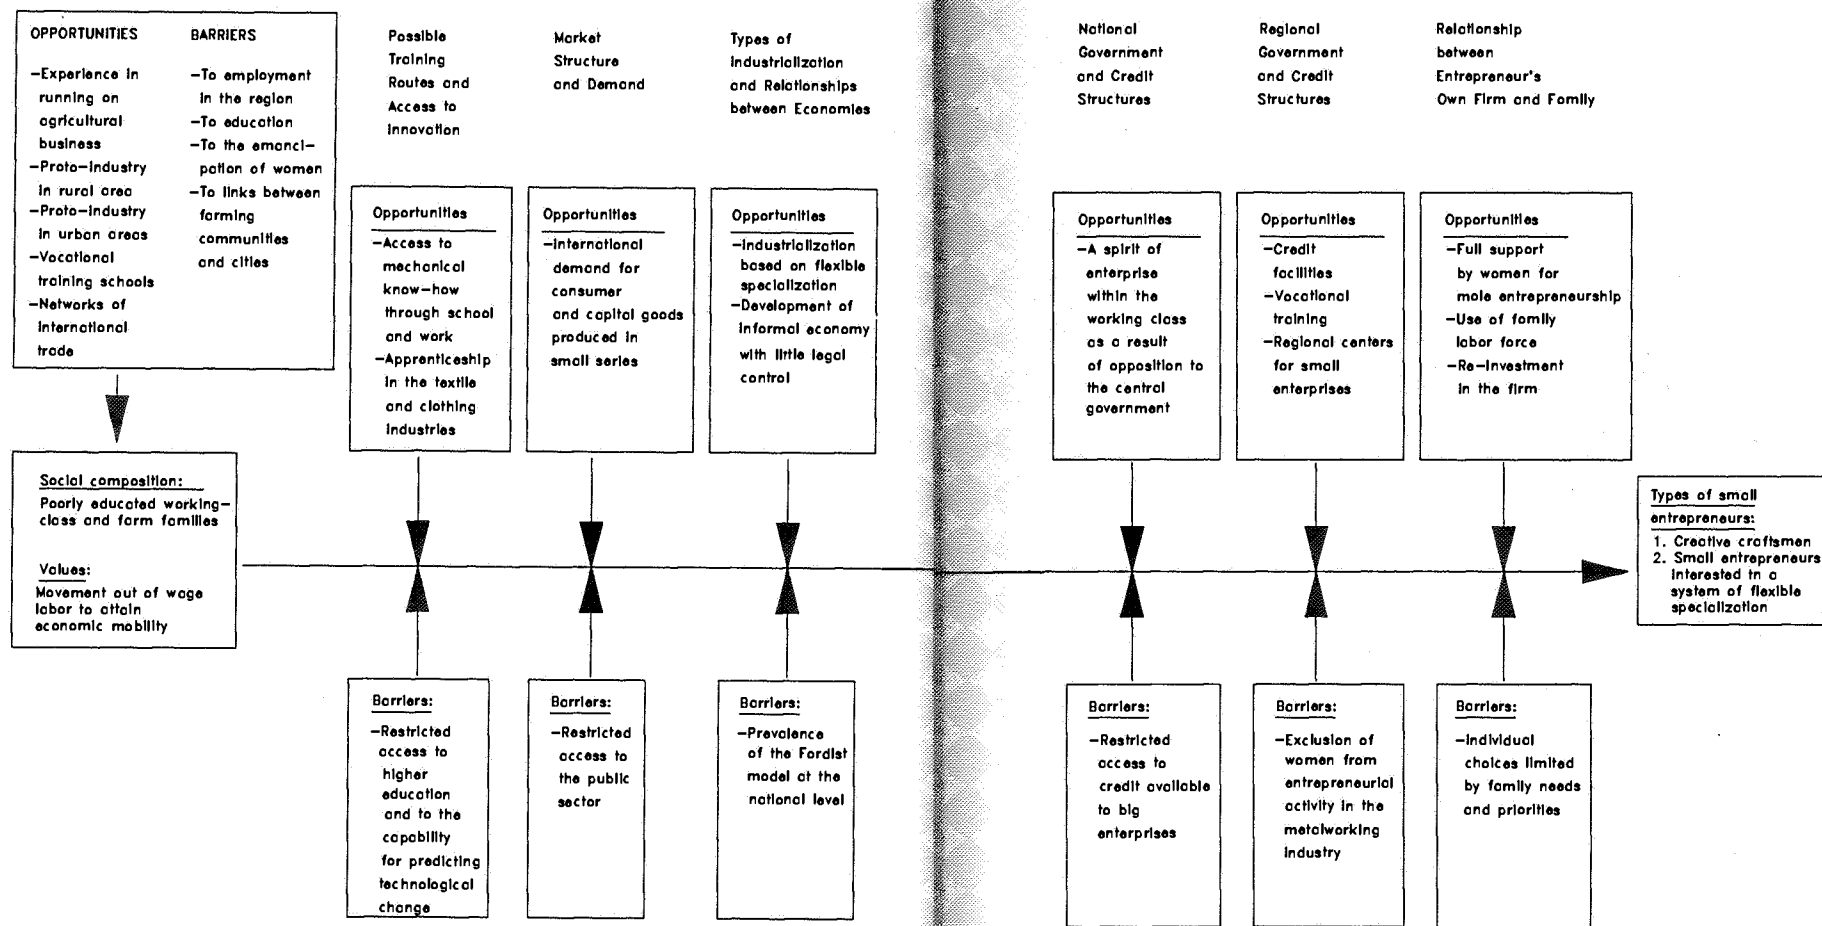 OPPORTUNITIES
–Experience in
running an
agricultural
business
–Proto–industry
in rural area
–Proto–industry
in urban areas
–Vocational
training schools
–Networks of
international
trade
BARRIERS
–To employment
in the region
–To education
–To the emanci–
pation of women
–To links between
farming
communities
and cities
Social composition:
Poorly educated working–
class and farm families
Values:
Movement out of wage
labor to attain
economic mobility
Possible
Training
Routes and
Access to
Innovation
Opportunities
–Access to
mechanical
know–how
through school
and work
–Apprenticeship
in the textile
and clothing
industries
Barriers:
–Restricted
access to
higher
education
and to the
capability
for predicting
technological
change
Market
Structure
and Demand
Opportunities
–International
demand for
consumer
and capital goods
produced in
small series
Barriers:
–Restricted
access to
the public
sector
Types of
Industrialization
and Relationships
between Economies
Opportunities
–Industrialization
based on flexible
specialization
–Development of
informal economy
with little legal
control
Barriers:
–Prevalence
of the Fordist
model at the
national level
National
Government
and Credit
Structures
Opportunities
–A spirit of
enterprise
within the
working class
as a result
of opposition to
the central
government
Barriers:
–Restricted
access to
credit available
to big
enterprises
Regional
Government
and Credit
Structures
Opportunities
–Credit
facilities
–Vocational
training
–Regional centers
for small
enterprises
Barriers:
–Exclusion of
women from
entrepreneurial
activity in the
metalworking
industry
Relationship
between
Entrepreneur's
Own Firm and Family
Opportunities
–Full support
by women for
male entrepreneurship
–Use of family
labor force
–Re–investment
in the firm
Barriers:
–Individual
choices limited
by family needs
and priorities
Types of small
entrepreneurs:
1. Creative craftsmen
2. Small entrepreneurs
interested in a
system of flexible
specialization